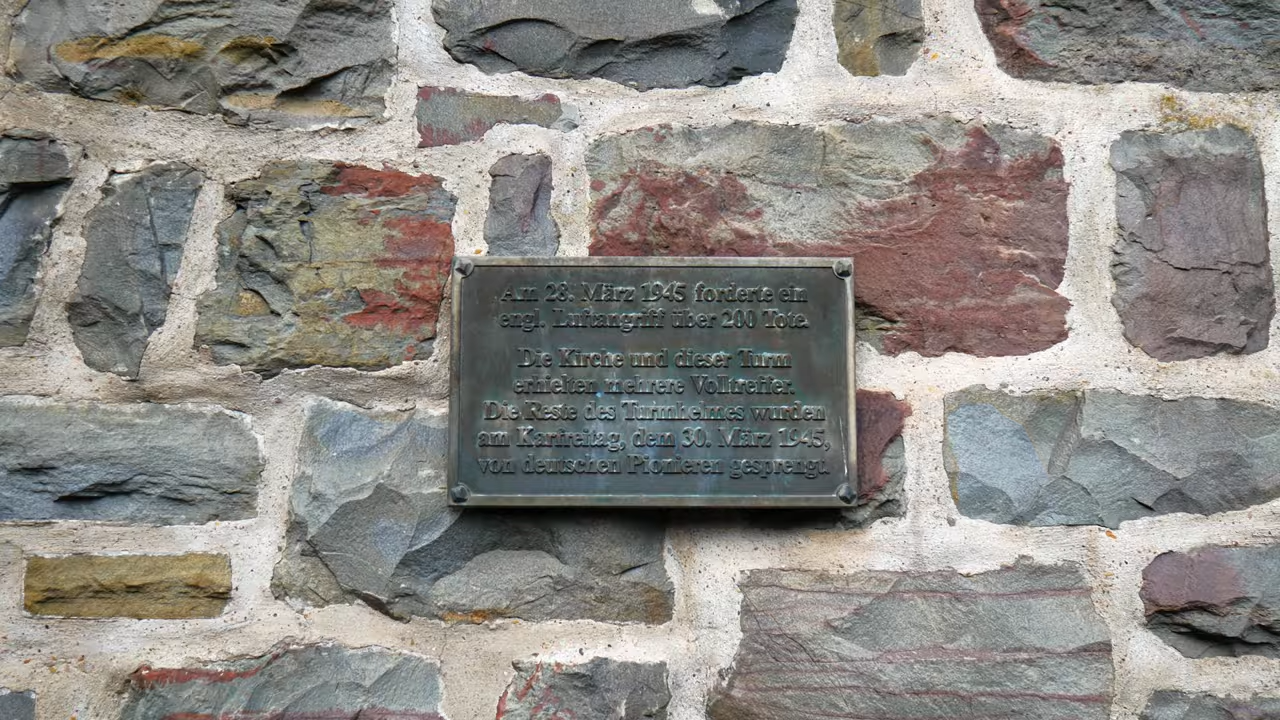 Am 28. März 1945 forderte ein
engl. Luftangriff über 200 Tote.
Die Kirche und dieser Turm
erhielten mehrere Volltreffer.
Die Reste des Turmhelmes wurden
am Karfreitag, dem 30. März 1945,
von deutschen Pionieren gesprengt.